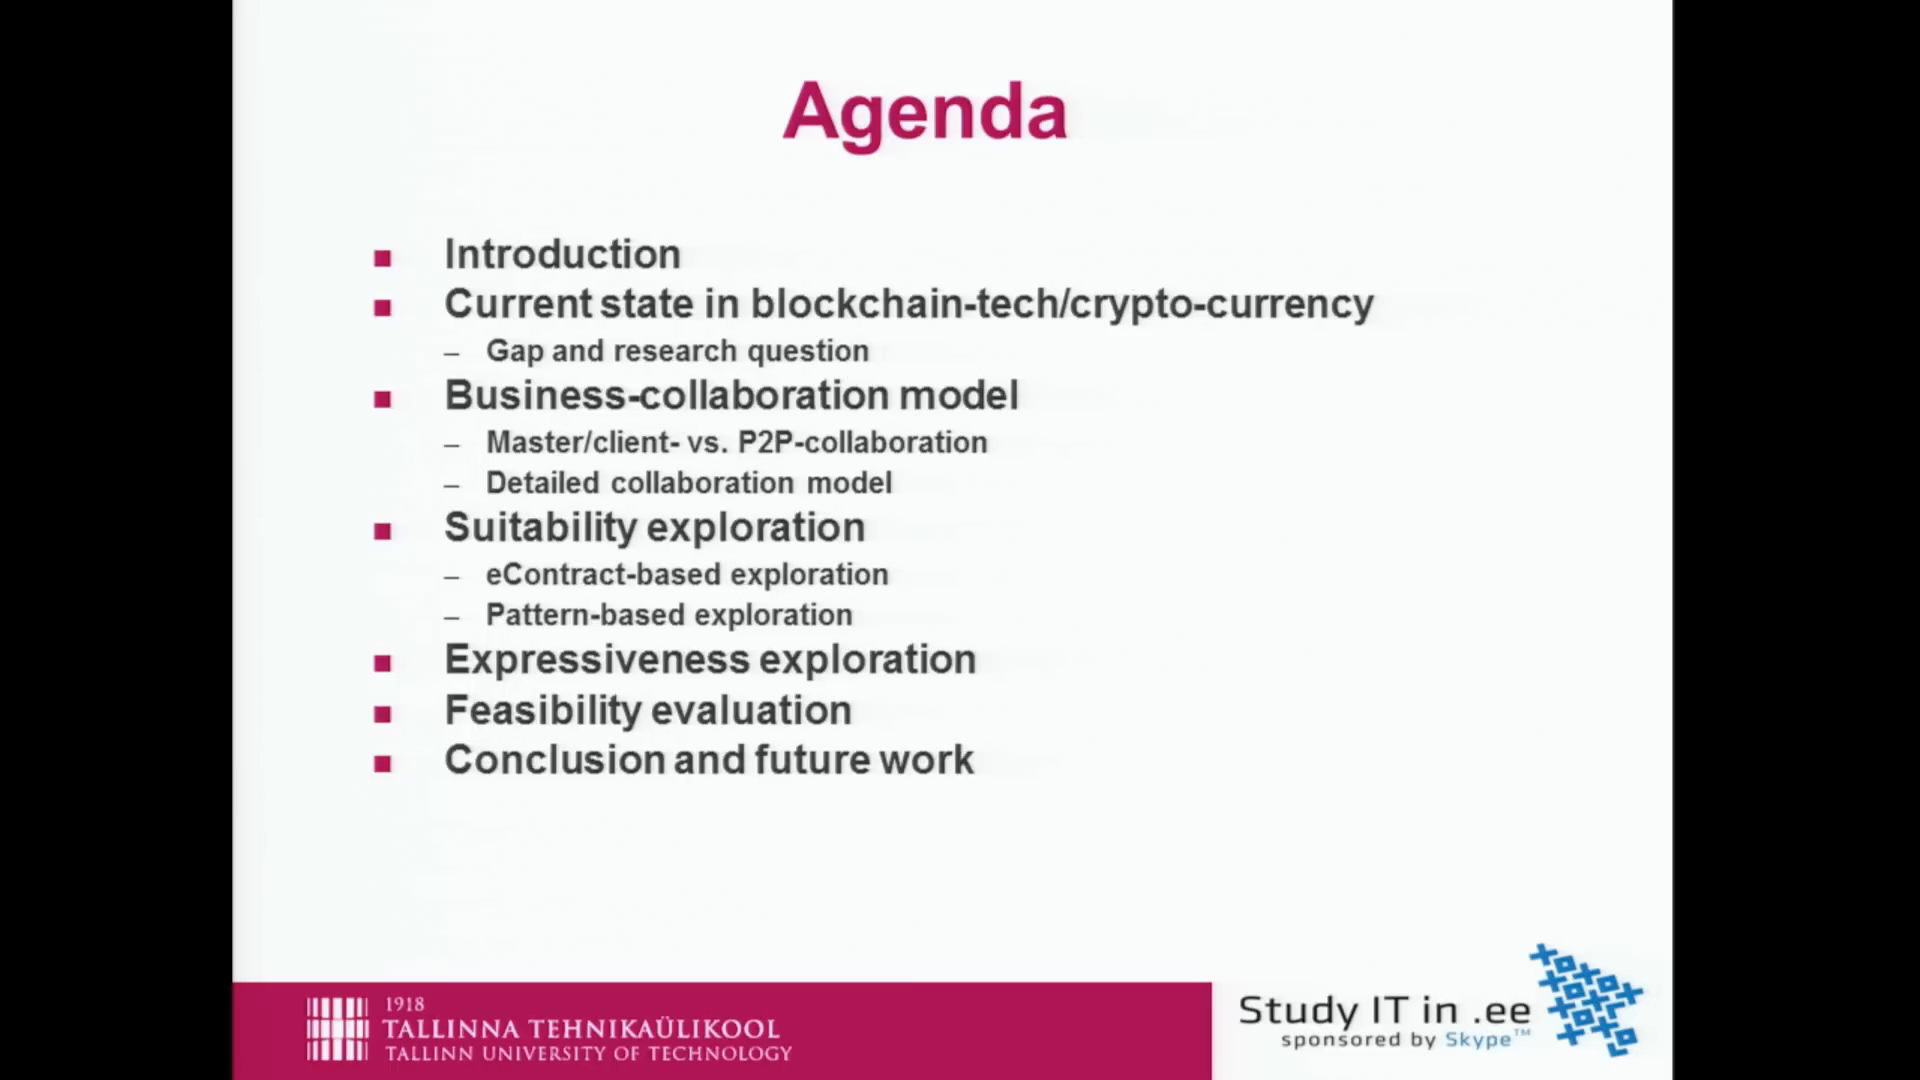 Agenda
Introduction
Current state in blockchain-tech/crypto-currency
– Gap and research question
Business-collaboration model
– Master/client- vs. P2P-collaboration
– Detailed collaboration model
Suitability exploration
– eContract-based exploration
– Pattern-based exploration
Expressiveness exploration
Feasibility evaluation
Conclusion and future work
1918
TALLINNA TEHNIKAÜLIKOOL
TALLINN UNIVERSITY OF TECHNOLOGY
Study IT in .ee
sponsored by Skype™